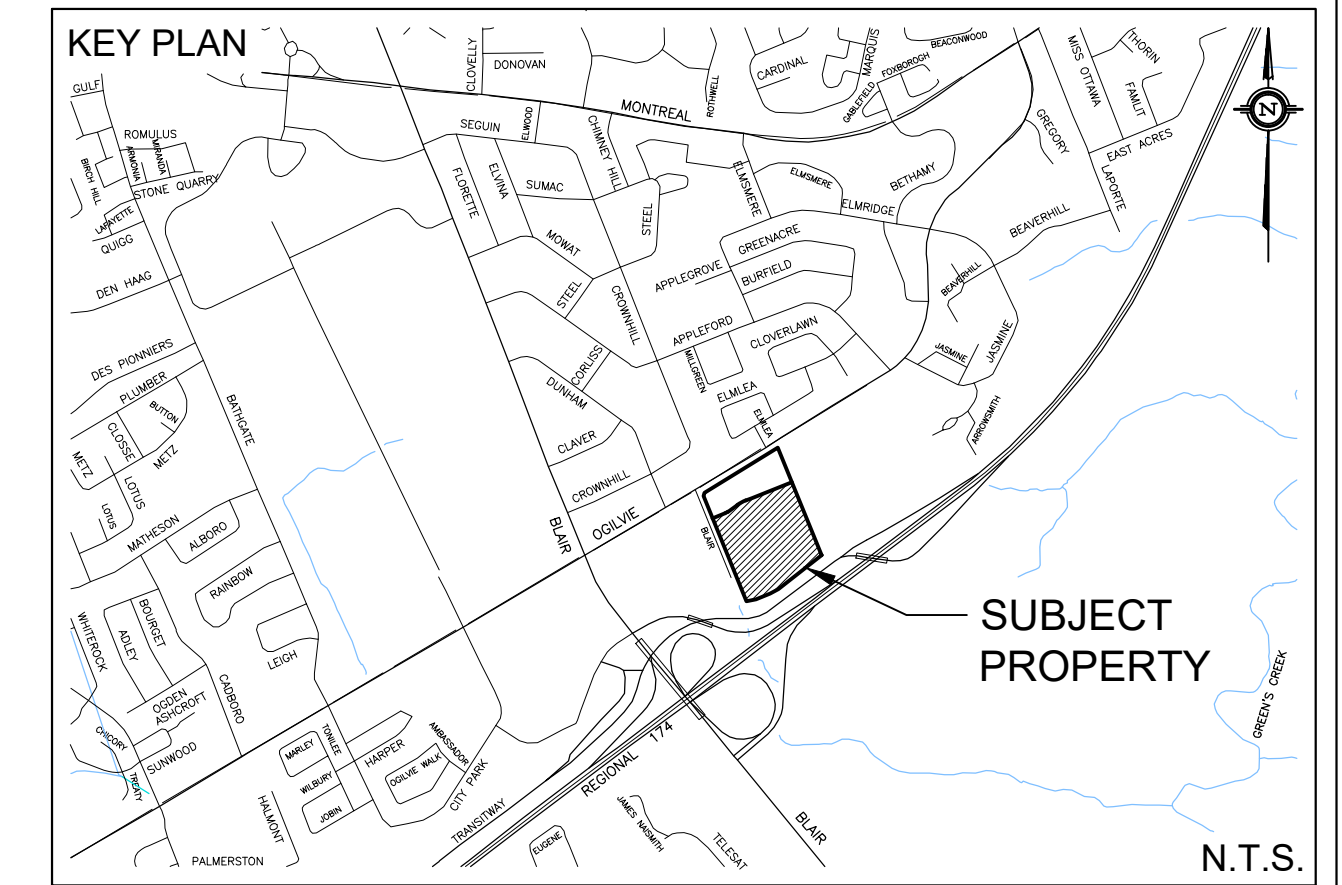 KEY PLAN
CLOVELLY
DONOVAN
ROTHWELL
CARDINAL
MARQUIS
BEACONWOOD
FOXBOROGH
GABLEFIELD
MISS OTTAWA
THORIN
FAMLIT
GULF
MONTREAL
GREGORY
EAST ACRES
N
SEGUIN
ELWOOD
CHIMNEY HILL
ROMULUS
ARMONIA
MIRANDA
BIRCH HILL
STONE QUARRY
LAFAYETTE
QUIGG
FLORETTE
ELVINA
SUMAC
STEEL
ELMSMERE
ELMSMERE
BETHAMY
ELMRIDGE
LAPORTE
BEAVERHILL
MOWAT
GREENACRE
DEN HAAG
STEEL
CROWNHILL
APPLEGROVE
BURFIELD
BEAVERHILL
APPLEFORD
CLOVERLAWN
JASMINE
JASMINE
DES PIONNIERS
PLUMBER
BUTTON
CLOSSE
METZ
METZ
BATHGATE
CORLISS
DUNHAM
MILLGREEN
ELMLEA
ELMLEA
ARROWSMITH
CLAVER
CROWNHILL
LOTUS
LOTUS
MATHESON
ALBORO
BLAIR
OGILVIE
BLAIR
RAINBOW
WHITEROCK
ADLEY
BOURGET
LEIGH
SUBJECT
PROPERTY
OGDEN
ASHCROFT
CADBORO
CHICORY
SUNWOOD
TREATY
MARLEY
TONILEE
HARPER
WILBURY
JOBIN
OGILVIE WALK
AMBASSADOR
CITY PARK
HALMONT
PALMERSTON
TRANSITWAY
REGIONAL 174
GREEN'S CREEK
EUGENE
JAMES NAISMITH
TELESAT
BLAIR
N.T.S.